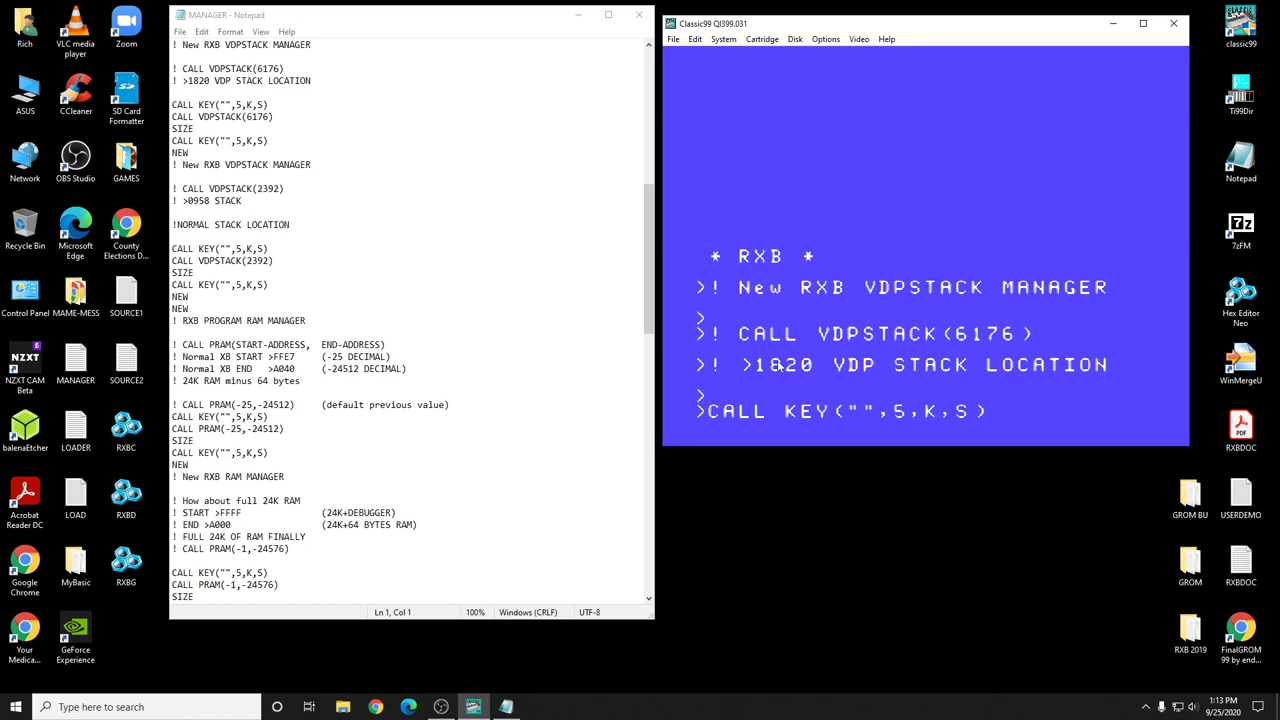 Rich
VLC media player
Zoom
ASUS
CCleaner
SD Card Formatter
Network
OBS Studio
GAMES
Recycle Bin
Microsoft Edge
County Elections D...
Control Panel
MAME-MESS
SOURCE1
NZXT
NZXT CAM Beta
MANAGER
SOURCE2
balenaEtcher
LOADER
RXBC
Acrobat Reader DC
LOAD
RXBD
Google Chrome
MyBasic
RXBG
Your Medica...
GeForce Experience
MANAGER - Notepad
File Edit Format View Help
! New RXB VDPSTACK MANAGER
! CALL VDPSTACK(6176)
! >1820 VDP STACK LOCATION
CALL KEY("",5,K,S)
CALL VDPSTACK(6176)
SIZE
CALL KEY("",5,K,S)
NEW
! New RXB VDPSTACK MANAGER
! CALL VDPSTACK(2392)
! >0958 STACK
!NORMAL STACK LOCATION
CALL KEY("",5,K,S)
CALL VDPSTACK(2392)
SIZE
CALL KEY("",5,K,S)
NEW
NEW
! RXB PROGRAM RAM MANAGER
! CALL PRAM(START-ADDRESS, END-ADDRESS)
! Normal XB START >FFE7 (-25 DECIMAL)
! Normal XB END >A040 (-24512 DECIMAL)
! 24K RAM minus 64 bytes
! CALL PRAM(-25,-24512) (default previous value)
CALL KEY("",5,K,S)
CALL PRAM(-25,-24512)
SIZE
CALL KEY("",5,K,S)
NEW
! New RXB RAM MANAGER
! How about full 24K RAM
! START >FFFF (24K+DEBUGGER)
! END >A000 (24K+64 BYTES RAM)
! FULL 24K OF RAM FINALLY
! CALL PRAM(-1,-24576)
CALL KEY("",5,K,S)
CALL PRAM(-1,-24576)
SIZE
Ln 1, Col 1 100% Windows (CRLF) UTF-8
Classic99 QI399.031
File Edit System Cartridge Disk Options Video Help
* RXB *
>! New RXB VDPSTACK MANAGER
>
>! CALL VDPSTACK(6176)
>! >1820 VDP STACK LOCATION
>
>CALL KEY("",5,K,S)
classic99
Ti99Dir
Notepad
7z
7zFM
Hex Editor Neo
WinMergeU
PDF
RXBDOC
GROM BU
USERDEMO
GROM
RXBDOC
RXB 2019
FinalGROM 99 by end...
Type here to search
1:13 PM
9/25/2020